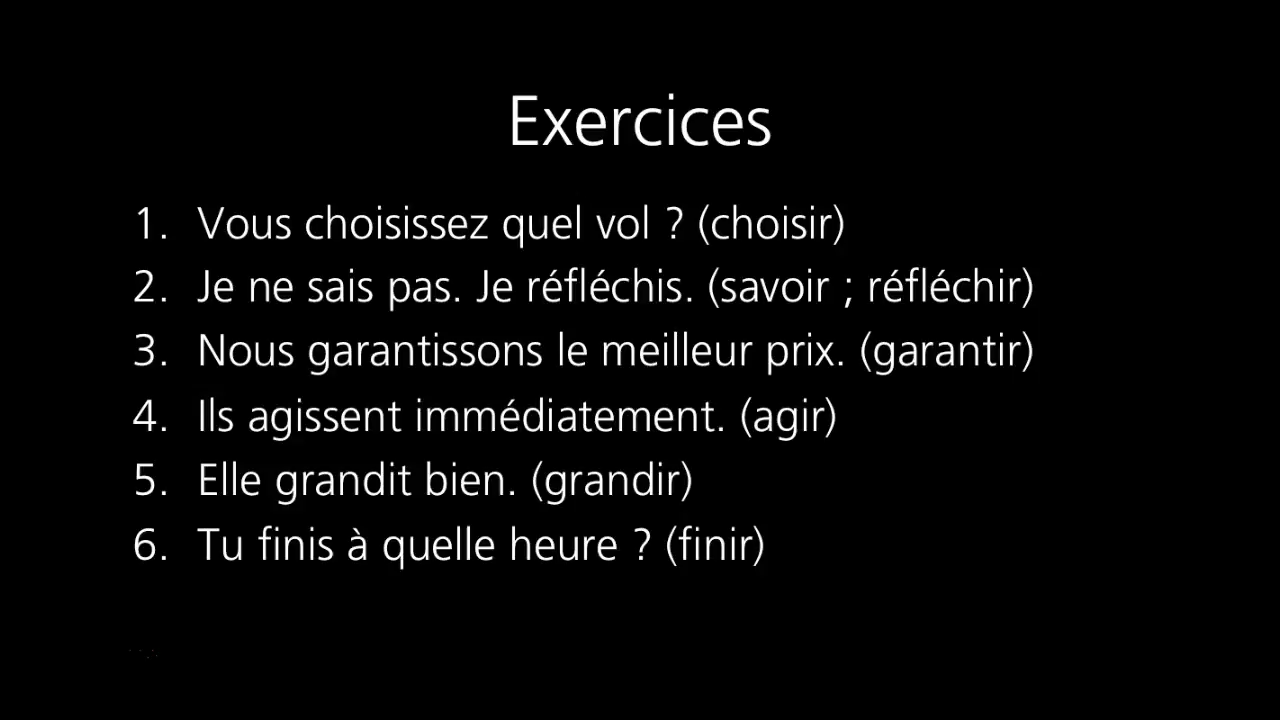 Exercices
1. Vous choisissez quel vol ? (choisir)
2. Je ne sais pas. Je réfléchis. (savoir ; réfléchir)
3. Nous garantissons le meilleur prix. (garantir)
4. Ils agissent immédiatement. (agir)
5. Elle grandit bien. (grandir)
6. Tu finis à quelle heure ? (finir)